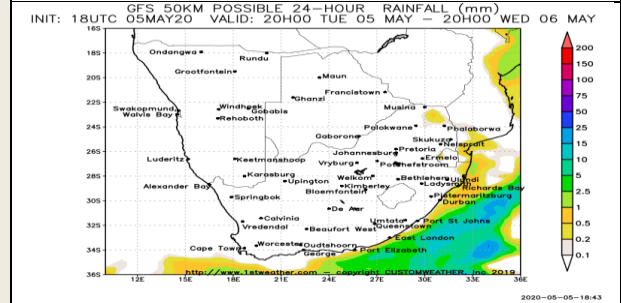 GFS 50KM POSSIBLE 24-HOUR RAINFALL (mm)
INIT: 18UTC 05MAY20 VALID: 20H00 TUE 05 MAY – 20H00 WED 06 MAY
16S
Ondangwa
Rundu
200
18S
150
Grootfontein
100
20S
Maun
75
Francistown
Ghanzi
50
22S
Windhoek
Gobabis
Musina
Swakopmund
Walvis Bay
Rehoboth
25
24S
Polokwane
Phalaborwa
15
Gaborone
Skukuza
10
26S
Johannesburg
Pretoria
Nelspruit
Luderitz
Keetmanshoop
Vryburg
Potchefstroom
Ermelo
5
28S
Karasburg
Upington
Welkom
Bethlehem
Ulundi
2.5
Alexander Bay
Kimberley
Ladysmith
Richards Bay
Bloemfontein
1
30S
Springbok
Pietermaritzburg
Durban
0.5
De Aar
Calvinia
Umtata
Port St Johns
0.2
32S
Vredendal
Beaufort West
Queenstown
0.1
East London
34S
Cape Town
Worcester
Oudtshoorn
George
Port Elizabeth
http://www.1stweather.com – copyright CUSTOMWEATHER, Inc 2019
36S
12E 15E 18E 21E 24E 27E 30E 33E 36E
2020-05-05-18:43